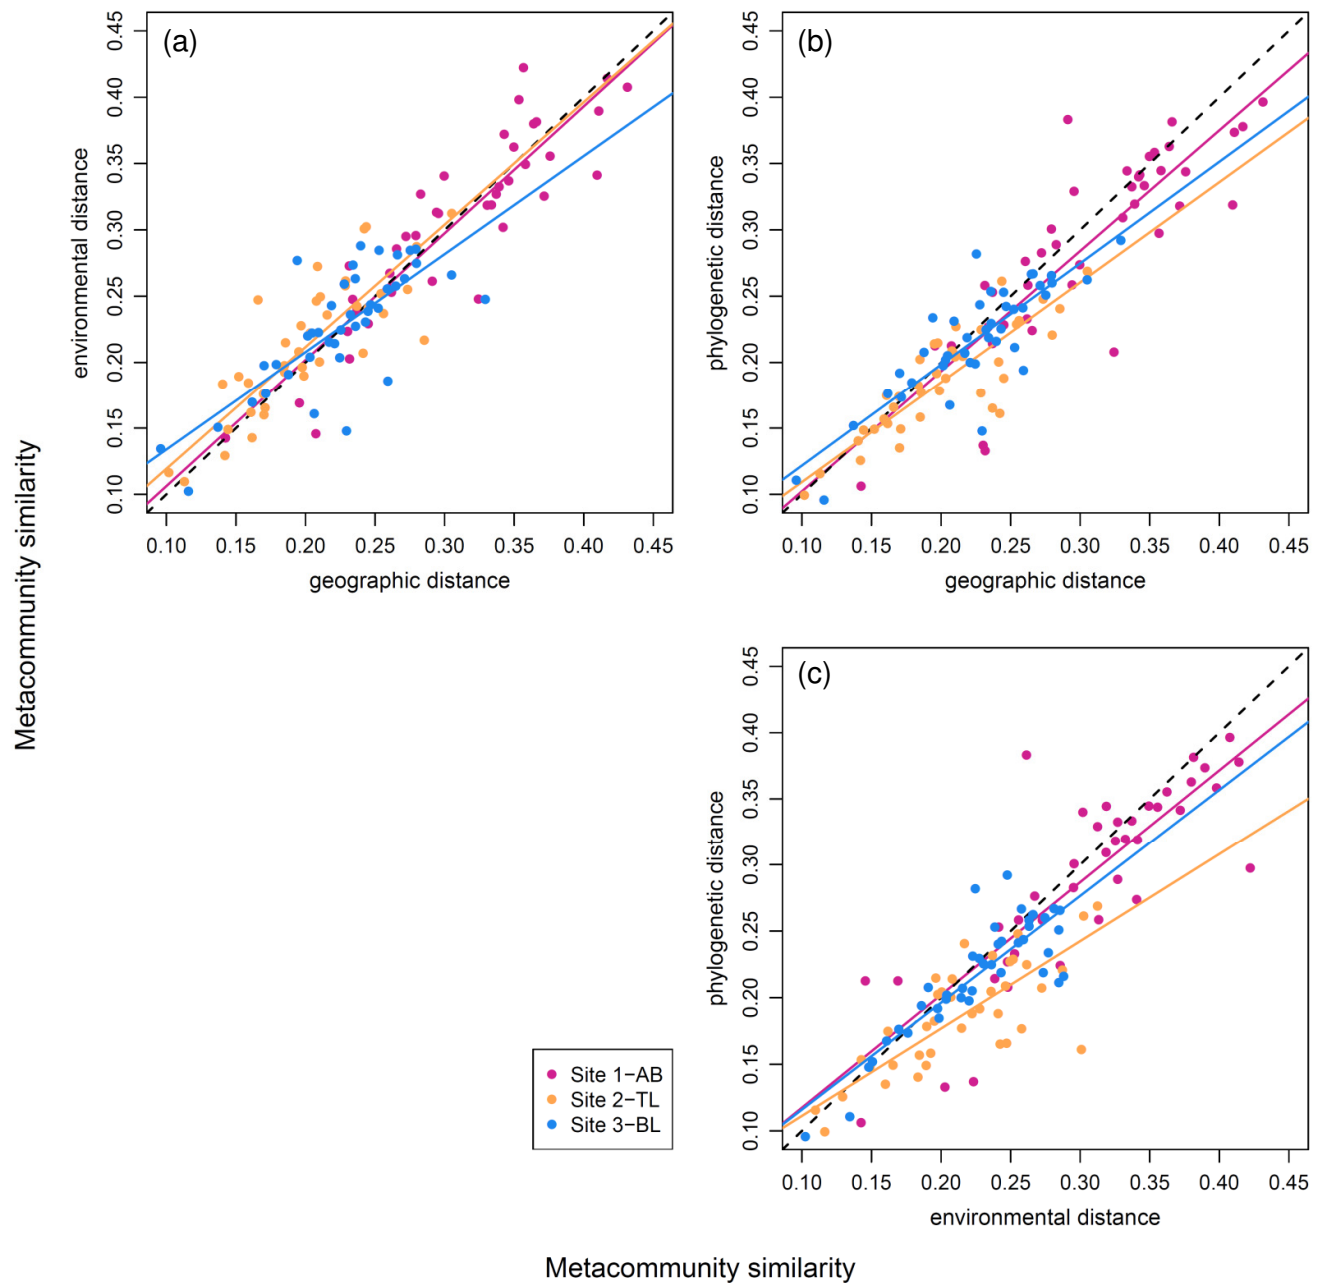 (a)
0.45
0.40
0.35
0.30
0.25
0.20
0.15
0.10
environmental distance
0.10 0.15 0.20 0.25 0.30 0.35 0.40 0.45
geographic distance
(b)
0.45
0.40
0.35
0.30
0.25
0.20
0.15
0.10
phylogenetic distance
0.10 0.15 0.20 0.25 0.30 0.35 0.40 0.45
geographic distance
Metacommunity similarity
(c)
0.45
0.40
0.35
0.30
0.25
0.20
0.15
0.10
phylogenetic distance
0.10 0.15 0.20 0.25 0.30 0.35 0.40 0.45
environmental distance
Site 1−AB
Site 2−TL
Site 3−BL
Metacommunity similarity